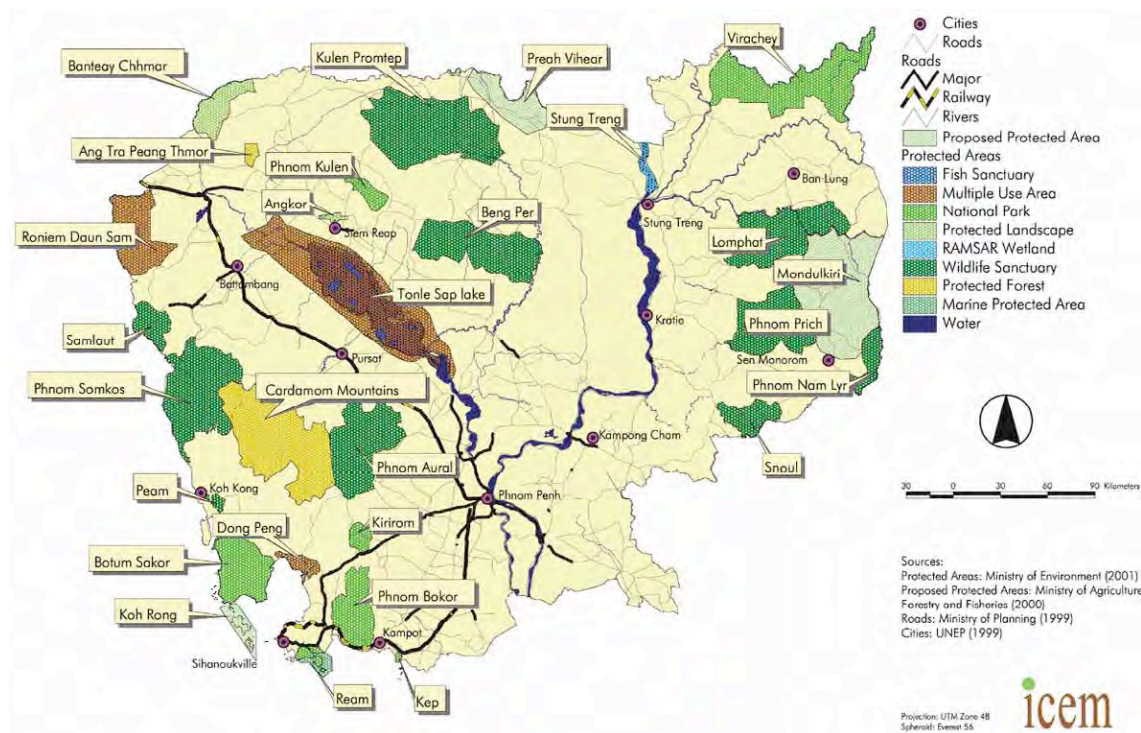 Banteay Chhmar
Kulen Promtep
Preah Vihear
Virachey
Stung Treng
Ang Tra Peang Thmor
Phnom Kulen
Angkor
Siem Reap
Beng Per
Ban Lung
Stung Treng
Roniem Daun Sam
Lomphat
Mondulkiri
Battambang
Tonle Sap lake
Samlaut
Kratie
Phnom Prich
Pursat
Sen Monorom
Phnom Somkos
Cardamom Mountains
Phnom Nam Lyr
Kampong Cham
Phnom Aural
Snoul
Peam
Koh Kong
Phnom Penh
Dong Peng
Kirirom
Botum Sakor
Phnom Bokor
Koh Rong
Kampot
Sihanoukville
Ream
Kep
Cities
Roads
Roads
Major
Railway
Rivers
Proposed Protected Area
Protected Areas
Fish Sanctuary
Multiple Use Area
National Park
Protected Landscape
RAMSAR Wetland
Wildlife Sanctuary
Protected Forest
Marine Protected Area
Water
30 0 30 60 90 Kilometers
Sources:
Protected Areas: Ministry of Environment (2001)
Proposed Protected Areas: Ministry of Agriculture
Forestry and Fisheries (2000)
Roads: Ministry of Planning (1999)
Cities: UNEP (1999)
icem
Projection: UTM Zone 48
Spheroid: Everest 56